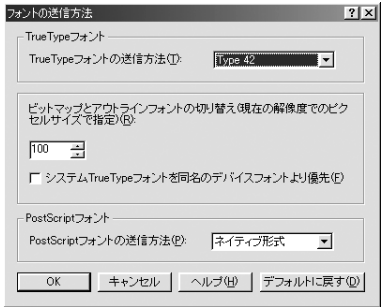 フォントの送信方法
TrueTypeフォント
TrueTypeフォントの送信方法(T):
Type 42
ビットマップとアウトラインフォントの切り替え(現在の解像度でのピク
セルサイズで指定)(R):
100
システムTrueTypeフォントを同名のデバイスフォントより優先(F)
PostScriptフォント
PostScriptフォントの送信方法(P):
ネイティブ形式
OK
キャンセル
ヘルプ(H)
デフォルトに戻す(D)